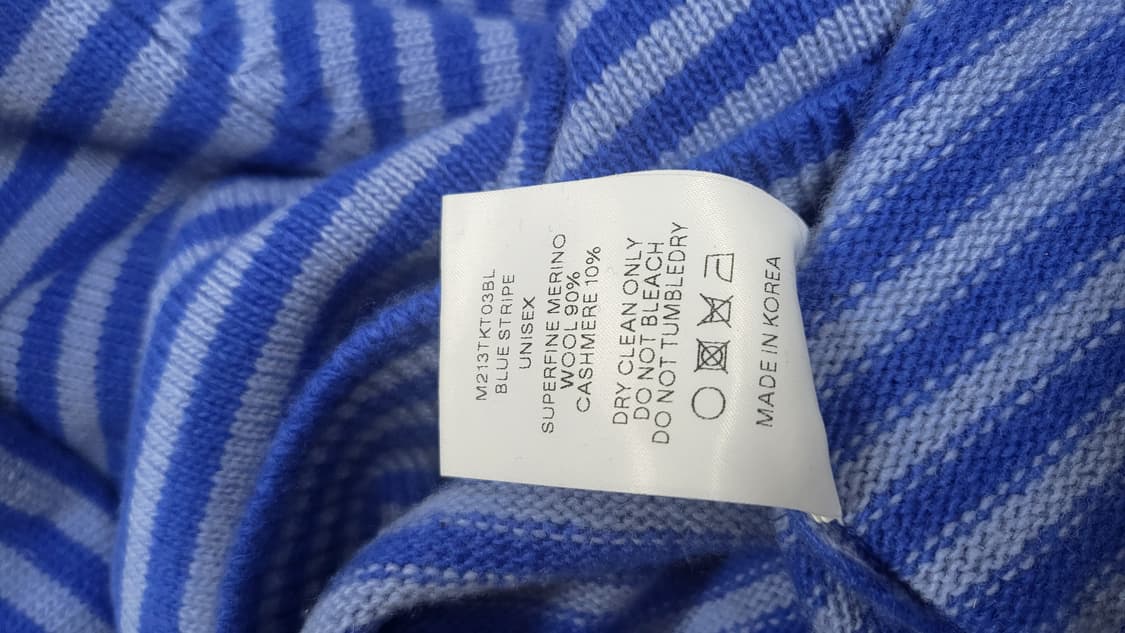 M213TKT03BL
BLUE STRIPE
UNISEX
SUPERFINE MERINO
WOOL 90%
CASHMERE 10%
DRY CLEAN ONLY
DO NOT BLEACH
DO NOT TUMBLEDRY
MADE IN KOREA